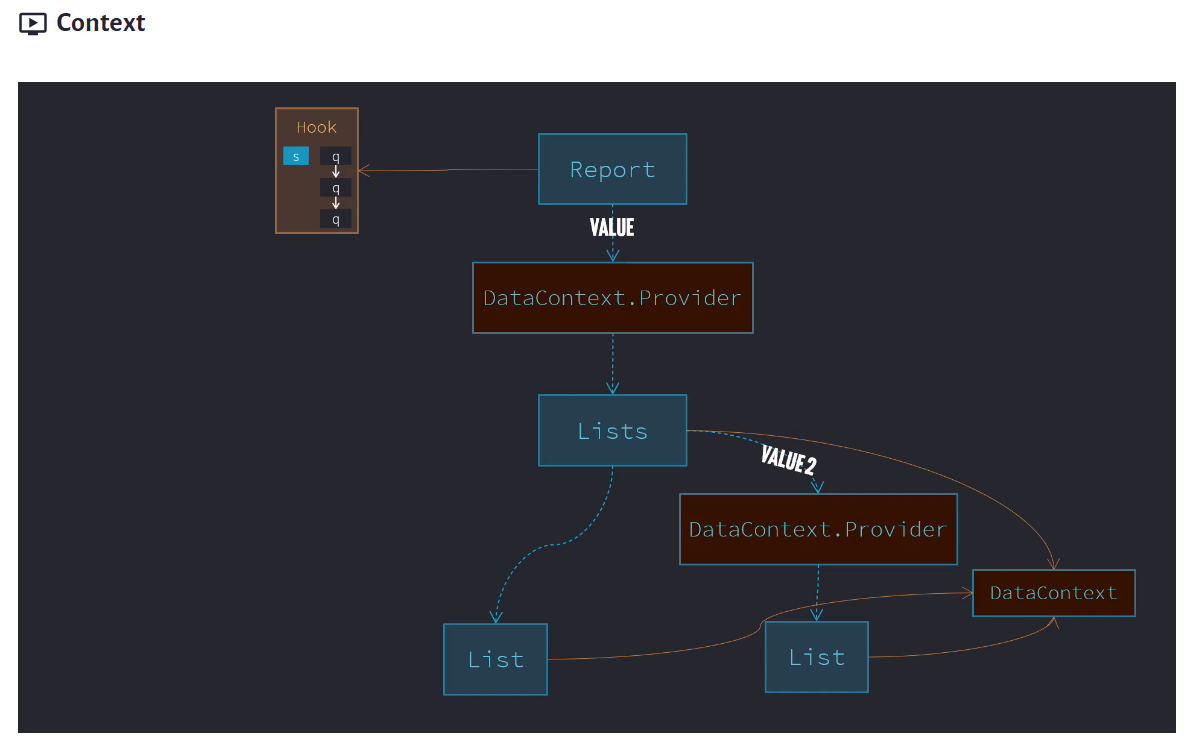 Context
Hook
s q
q
q
Report
VALUE
DataContext.Provider
Lists
VALUE 2
DataContext.Provider
DataContext
List
List